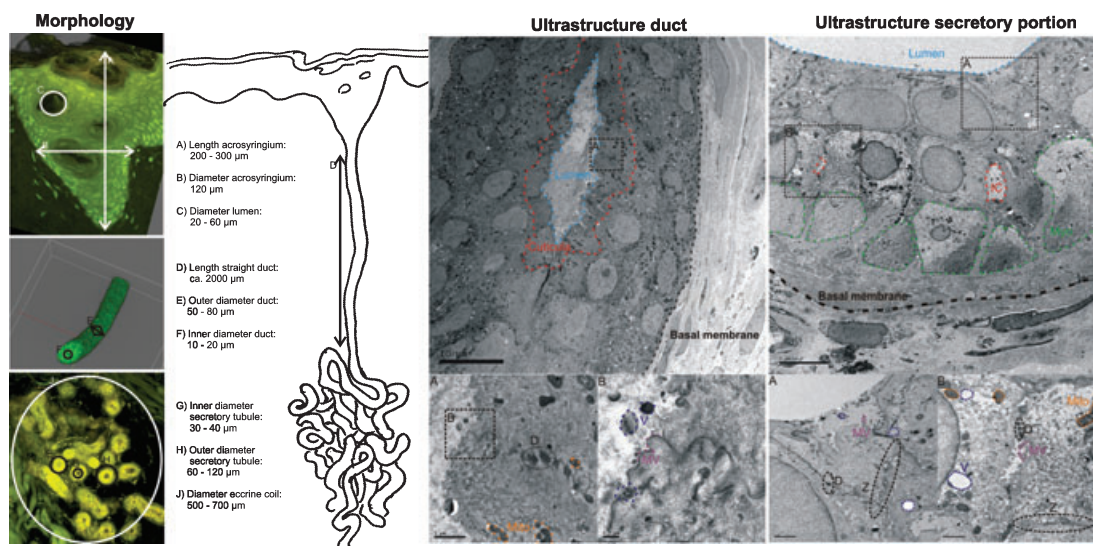 Morphology
Ultrastructure duct
Ultrastructure secretory portion
C
B
A) Length acrosyringium:
200 - 300 µm
B) Diameter acrosyringium:
120 µm
C) Diameter lumen:
20 - 60 µm
D
D) Length straight duct:
ca. 2000 µm
E) Outer diameter duct:
50 - 80 µm
F) Inner diameter duct:
10 - 20 µm
G) Inner diameter
secretory tubule:
30 - 40 µm
H) Outer diameter
secretory tubule:
60 - 120 µm
J) Diameter eccrine coil:
500 - 700 µm
A
Lumen
Cuticule
Basal membrane
Lumen
A
B
IC
Basal membrane
A
B
D
B
V
MV
A
MV
D
Z
B
D
V
Z